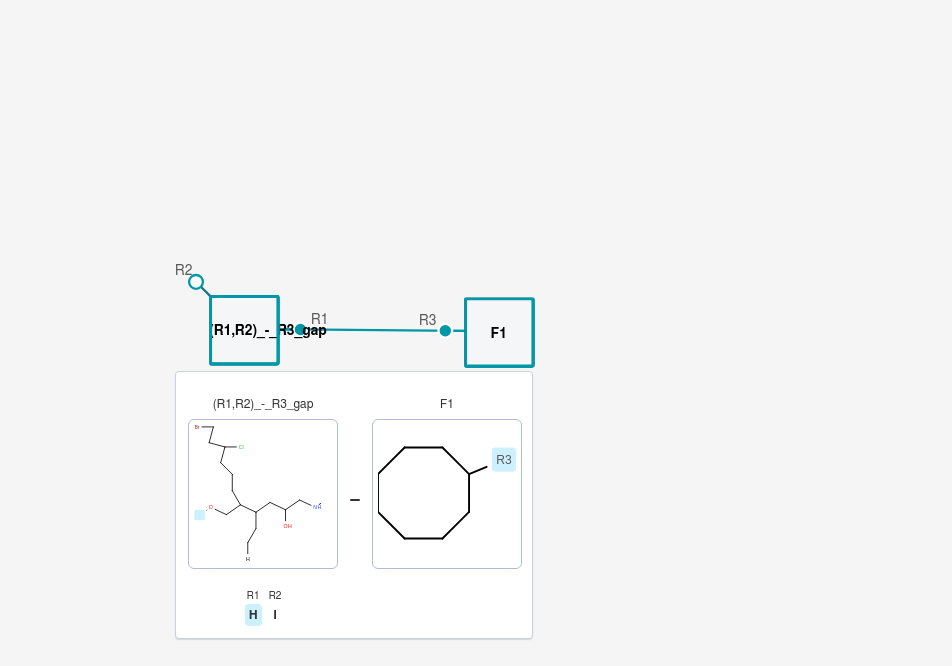 R2
R1
R3
(R1,R2)_-_R3_gap
F1
(R1,R2)_-_R3_gap
F1
Br
Cl
R3
O
NH
OH
H
–
R1 R2
H I